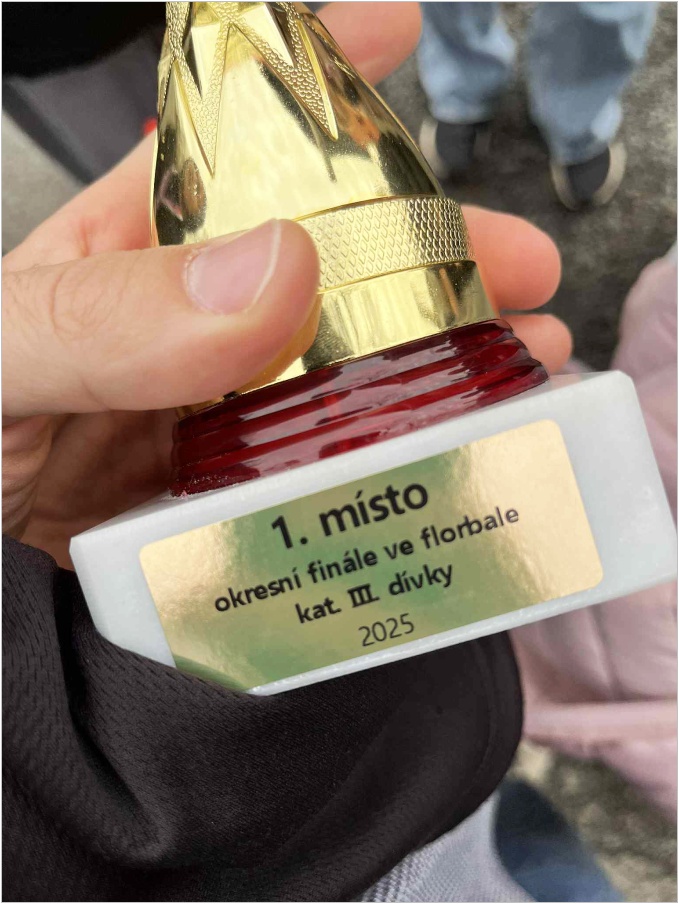 1. místo
okresní finále ve florbale
kat. III. dívky
2025